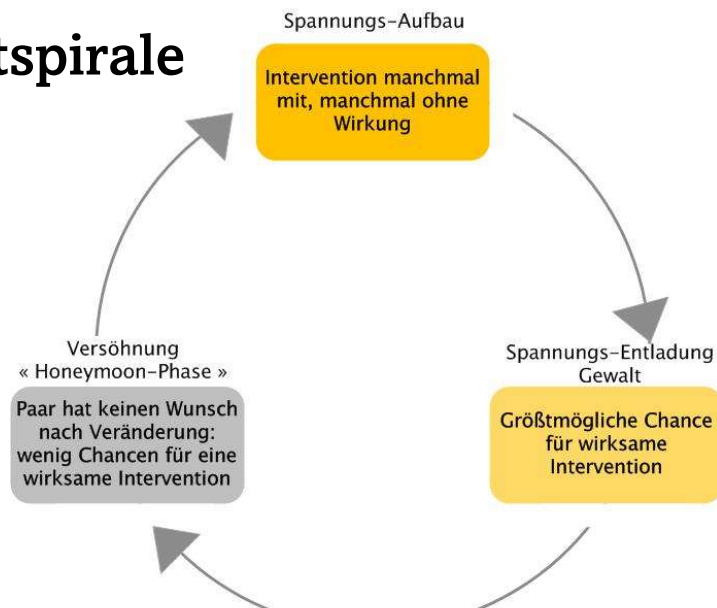 tspirale
Spannungs-Aufbau
Intervention manchmal
mit, manchmal ohne
Wirkung
Spannungs-Entladung
Gewalt
Größtmögliche Chance
für wirksame
Intervention
Versöhnung
« Honeymoon-Phase »
Paar hat keinen Wunsch
nach Veränderung:
wenig Chancen für eine
wirksame Intervention